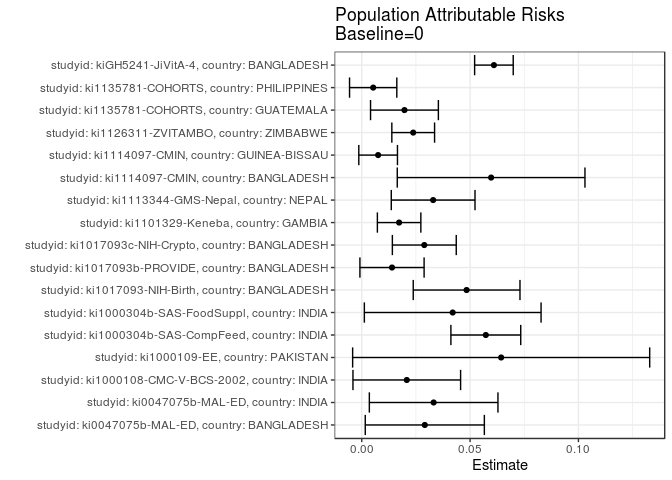 Population Attributable Risks
Baseline=0
studyid: kiGH5241-JiVitA-4, country: BANGLADESH
studyid: ki1135781-COHORTS, country: PHILIPPINES
studyid: ki1135781-COHORTS, country: GUATEMALA
studyid: ki1126311-ZVITAMBO, country: ZIMBABWE
studyid: ki1114097-CMIN, country: GUINEA-BISSAU
studyid: ki1114097-CMIN, country: BANGLADESH
studyid: ki1113344-GMS-Nepal, country: NEPAL
studyid: ki1101329-Keneba, country: GAMBIA
studyid: ki1017093c-NIH-Crypto, country: BANGLADESH
studyid: ki1017093b-PROVIDE, country: BANGLADESH
studyid: ki1017093-NIH-Birth, country: BANGLADESH
studyid: ki1000304b-SAS-FoodSuppl, country: INDIA
studyid: ki1000304b-SAS-CompFeed, country: INDIA
studyid: ki1000109-EE, country: PAKISTAN
studyid: ki1000108-CMC-V-BCS-2002, country: INDIA
studyid: ki0047075b-MAL-ED, country: INDIA
studyid: ki0047075b-MAL-ED, country: BANGLADESH
0.00 0.05 0.10
Estimate